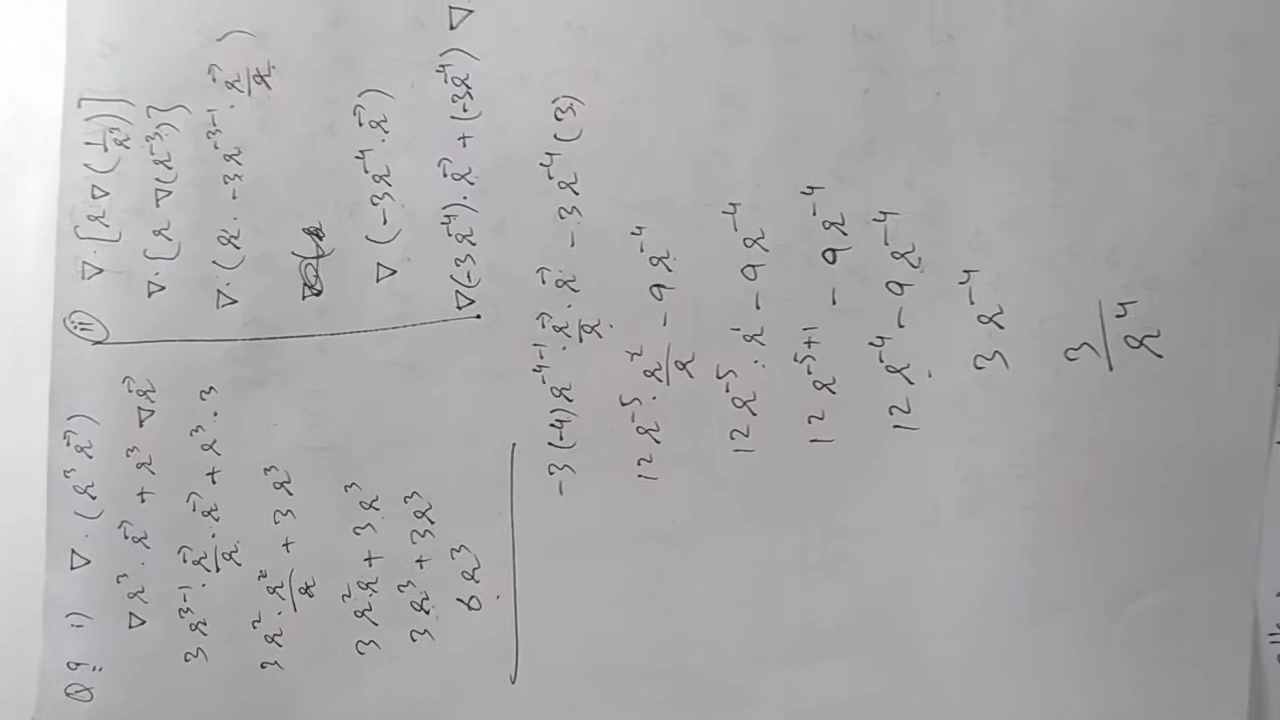 Q9 i) ∇·(r³ r⃗)
∇r³·r⃗ + r³ ∇r⃗
3r³⁻¹·r⃗/r·r⃗ + r³·3
3r²·r²/r + 3r³
3r²·r + 3r³
3r³ + 3r³
6r³
ii) ∇·[r∇(1/r³)]
∇·[r ∇(r⁻³)]
∇·(r·-3r⁻³⁻¹·r⃗/r)
∇(-3r⁻⁴·r⃗)
∇(-3r⁻⁴)·r⃗ + (-3r⁻⁴)∇·
-3(-4)r⁻⁴⁻¹·r⃗/r·r⃗ - 3r⁻⁴(3)
12r⁻⁵·r²/r - 9r⁻⁴
12r⁻⁵·r - 9r⁻⁴
12r⁻⁵⁺¹ - 9r⁻⁴
12r⁻⁴ - 9r⁻⁴
3r⁻⁴
3/r⁴